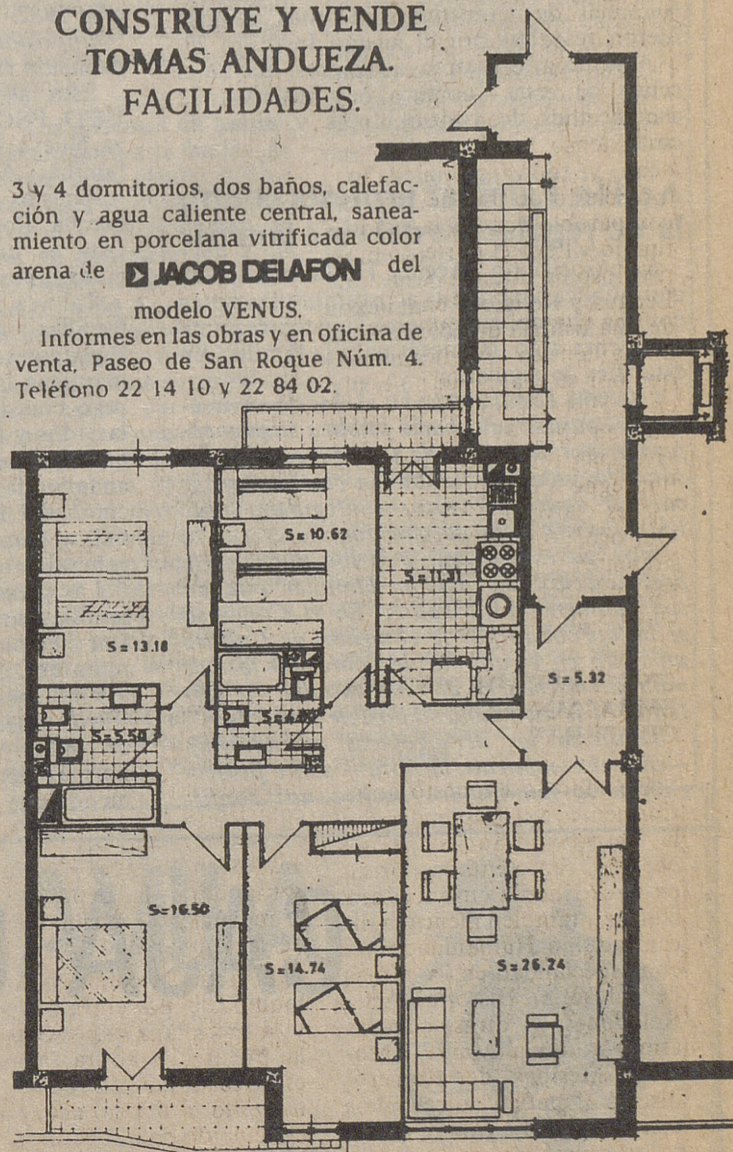 CONSTRUYE Y VENDE
TOMAS ANDUEZA.
FACILIDADES.
3 y 4 dormitorios, dos baños, calefac-
ción y agua caliente central, sanea-
miento en porcelana vitrificada color
arena de JACOB DELAFON del
modelo VENUS.
Informes en las obras y en oficina de
venta, Paseo de San Roque Núm. 4.
Teléfono 22 14 10 y 22 84 02.
S=10.62
S=11.31
S=13.18
S=5.32
S=5.50
S=16.50
S=14.74
S=26.24